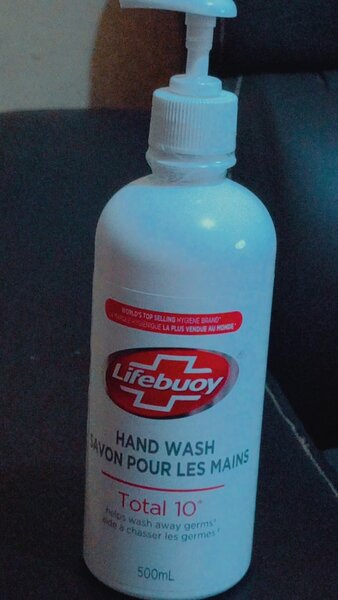 WORLD'S TOP SELLING HYGIENE BRAND*
HYGIÉNIQUE LA PLUS VENDUE AU MONDE*
Lifebuoy
HAND WASH
SAVON POUR LES MAINS
Total 10*
helps wash away germs†
aide à chasser les germes†
500mL